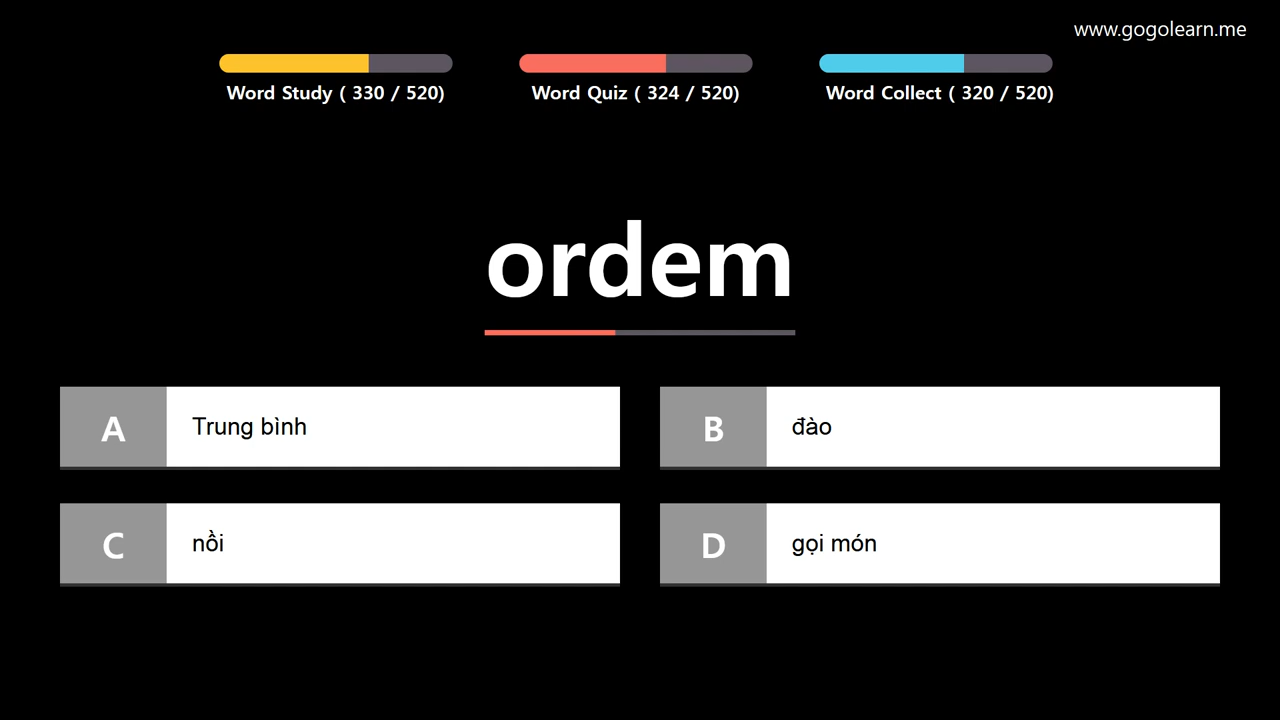 www.gogolearn.me
Word Study ( 330 / 520)
Word Quiz ( 324 / 520)
Word Collect ( 320 / 520)
ordem
A Trung bình
B đào
C nồi
D gọi món